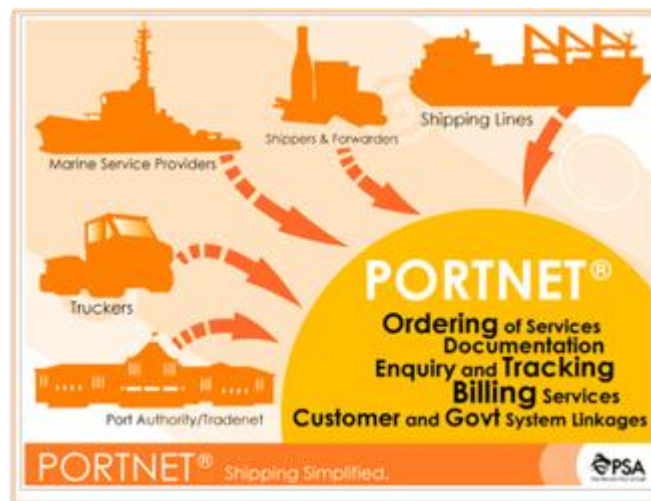 Marine Service Providers
Shippers & Forwarders
Shipping Lines
Truckers
Port Authority/Tradenet
PORTNET®
Ordering of Services
Documentation
Enquiry and Tracking
Billing Services
Customer and Govt System Linkages
PORTNET® Shipping Simplified.
PSA